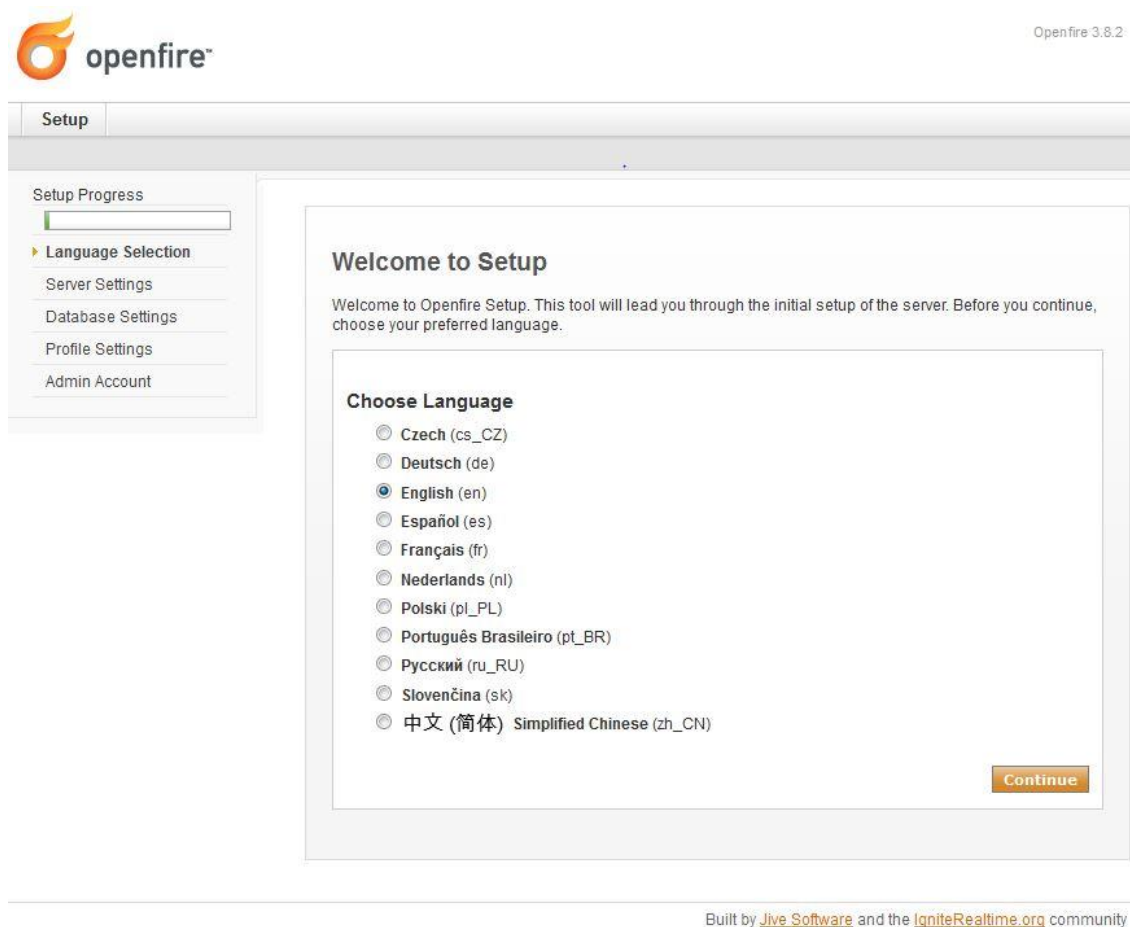 openfire™
Openfire 3.8.2
Setup
Setup Progress
Language Selection
Server Settings
Database Settings
Profile Settings
Admin Account
Welcome to Setup
Welcome to Openfire Setup. This tool will lead you through the initial setup of the server. Before you continue,
choose your preferred language.
Choose Language
Czech (cs_CZ)
Deutsch (de)
English (en)
Español (es)
Français (fr)
Nederlands (nl)
Polski (pl_PL)
Português Brasileiro (pt_BR)
Русский (ru_RU)
Slovenčina (sk)
中文 (简体) Simplified Chinese (zh_CN)
Continue
Built by Jive Software and the IgniteRealtime.org community